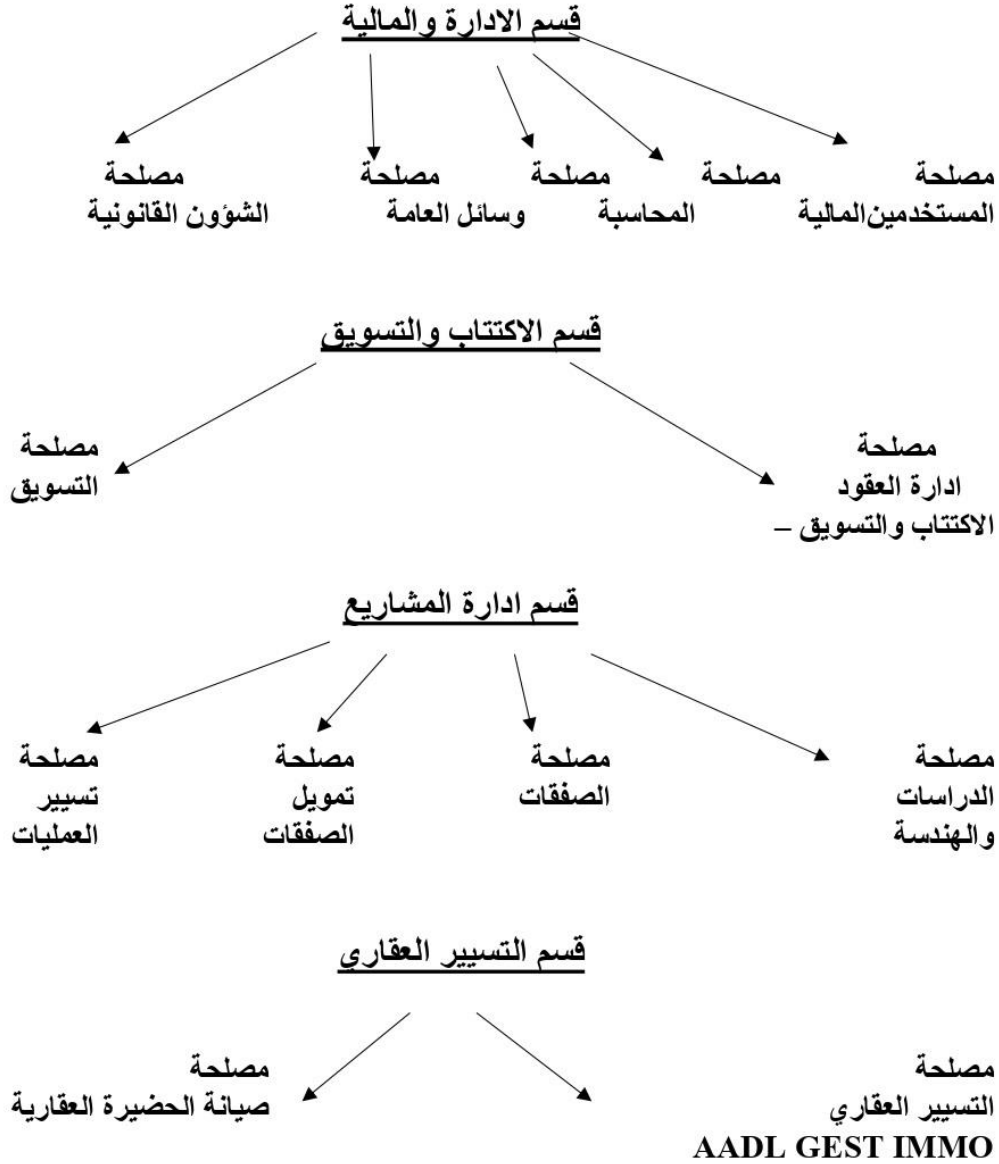 قسم الادارة والمالية
مصلحة مصلحة مصلحة مصلحة مصلحة
المستخدمين المالية المحاسبة وسائل العامة الشؤون القانونية
قسم الاكتتاب والتسويق
مصلحة مصلحة
ادارة العقود التسويق
الاكتتاب والتسويق –
قسم ادارة المشاريع
مصلحة مصلحة مصلحة مصلحة
الدراسات الصفقات تمويل تسيير
والهندسة الصفقات العمليات
قسم التسيير العقاري
مصلحة مصلحة
التسيير العقاري صيانة الحضيرة العقارية
AADL GEST IMMO